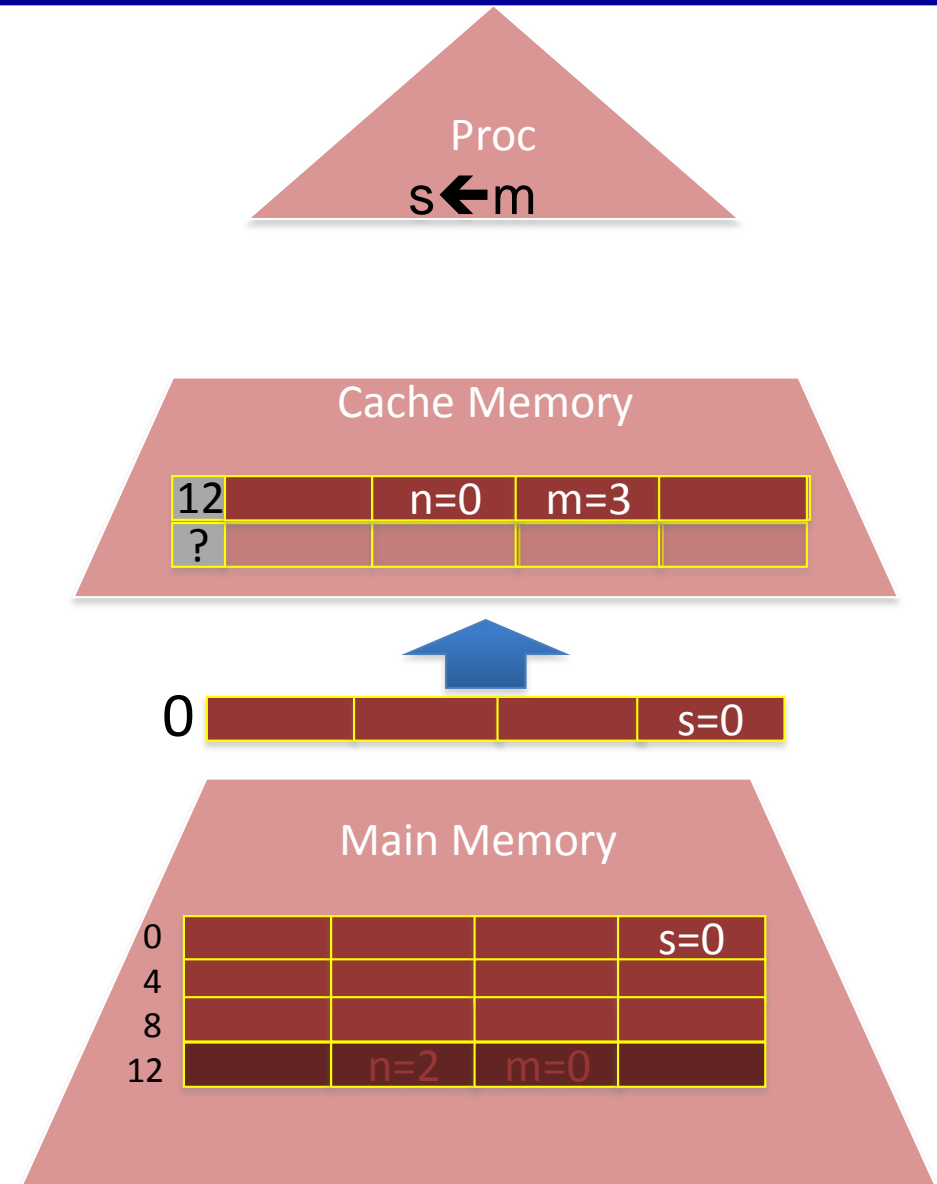 Proc
s🡸m
Cache Memory
12 n=0 m=3
?
0 s=0
Main Memory
0 s=0
4
8
12 n=2 m=0